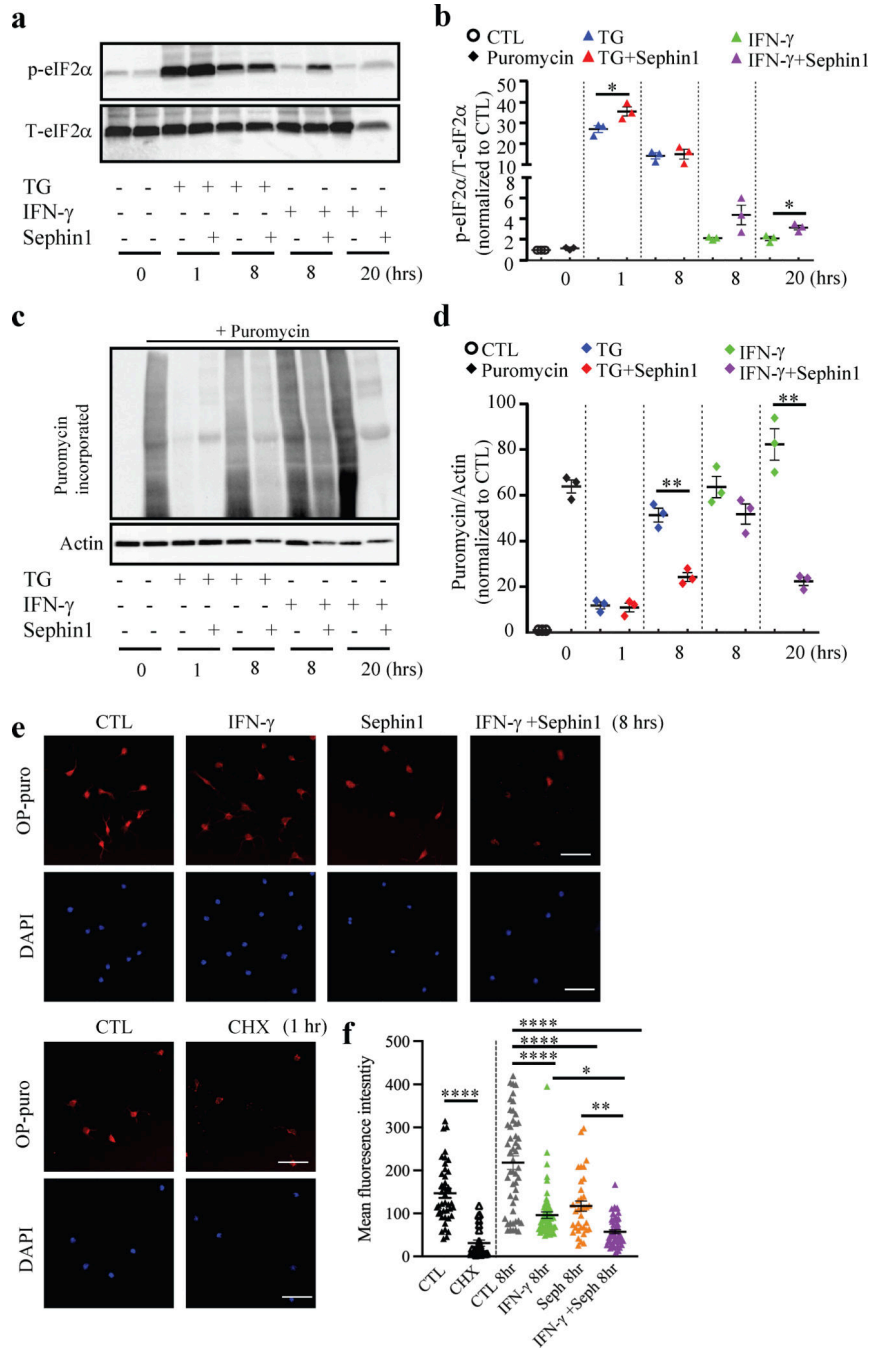 a
p-eIF2α
T-eIF2α
TG - - + + + + - - - -
IFN-γ - - - - - - + + + +
Sephin1 - - - + - + - + - +
0 1 8 8 20 (hrs)
b
CTL TG IFN-γ
Puromycin TG+Sephin1 IFN-γ+Sephin1
p-eIF2α/T-eIF2α
(normalized to CTL)
50
40
30
20
10
8
6
4
2
0
*
*
0 1 8 8 20 (hrs)
c
+ Puromycin
Puromycin
incorporated
Actin
TG - - + + + + - - - -
IFN-γ - - - - - - + + + +
Sephin1 - - - + - + - + - +
0 1 8 8 20 (hrs)
d
CTL TG IFN-γ
Puromycin TG+Sephin1 IFN-γ+Sephin1
Puromycin/Actin
(normalized to CTL)
100
80
60
40
20
0
**
**
0 1 8 8 20 (hrs)
e
CTL IFN-γ Sephin1 IFN-γ +Sephin1 (8 hrs)
OP-puro
DAPI
CTL CHX (1 hr)
OP-puro
DAPI
f
Mean fluoresence intesntiy
500
400
300
200
100
0
****
****
****
****
*
**
CTL
CHX
CTL 8hr
IFN-γ 8hr
Seph 8hr
IFN-γ +Seph 8hr